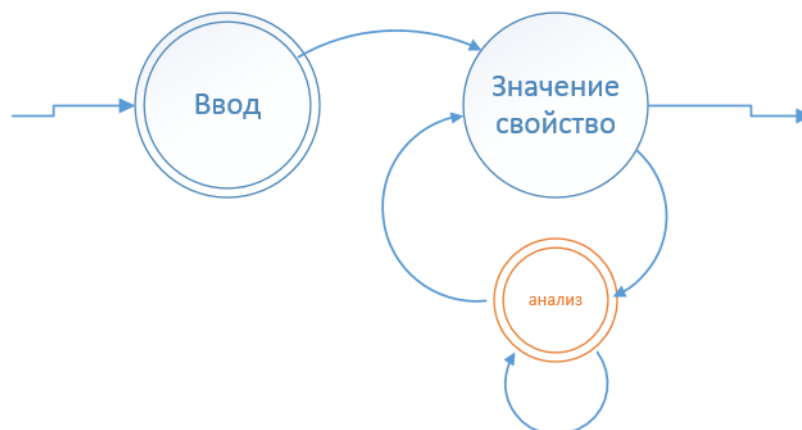 Ввод
Значение
свойство
анализ